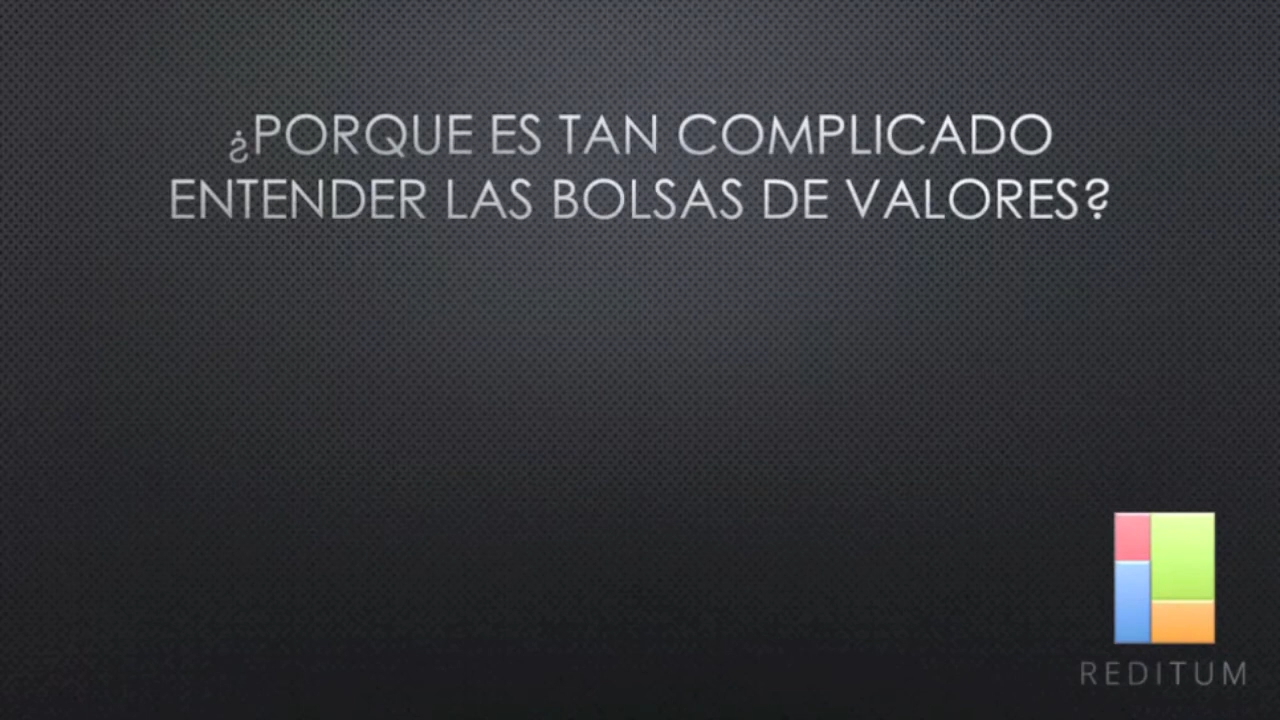 ¿PORQUE ES TAN COMPLICADO
ENTENDER LAS BOLSAS DE VALORES?
REDITUM